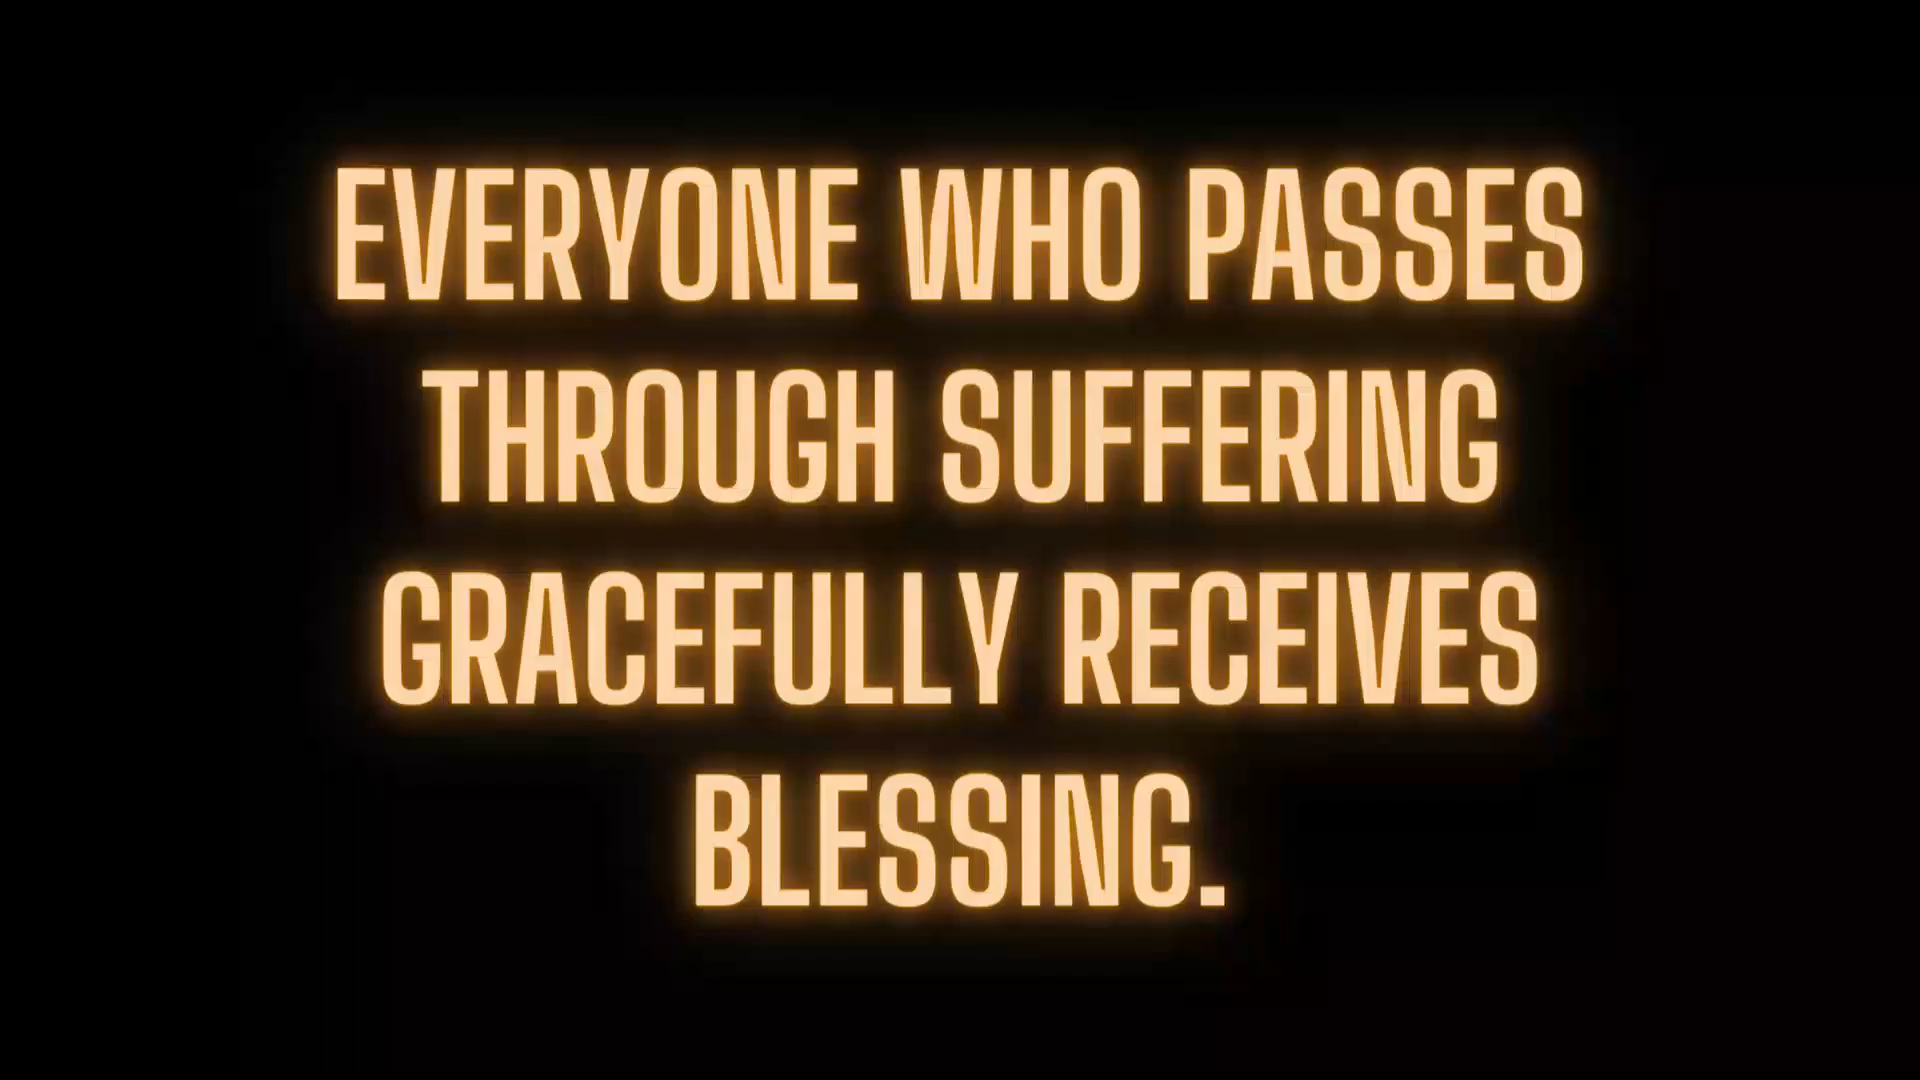 EVERYONE WHO PASSES
THROUGH SUFFERING
GRACEFULLY RECEIVES
BLESSING.